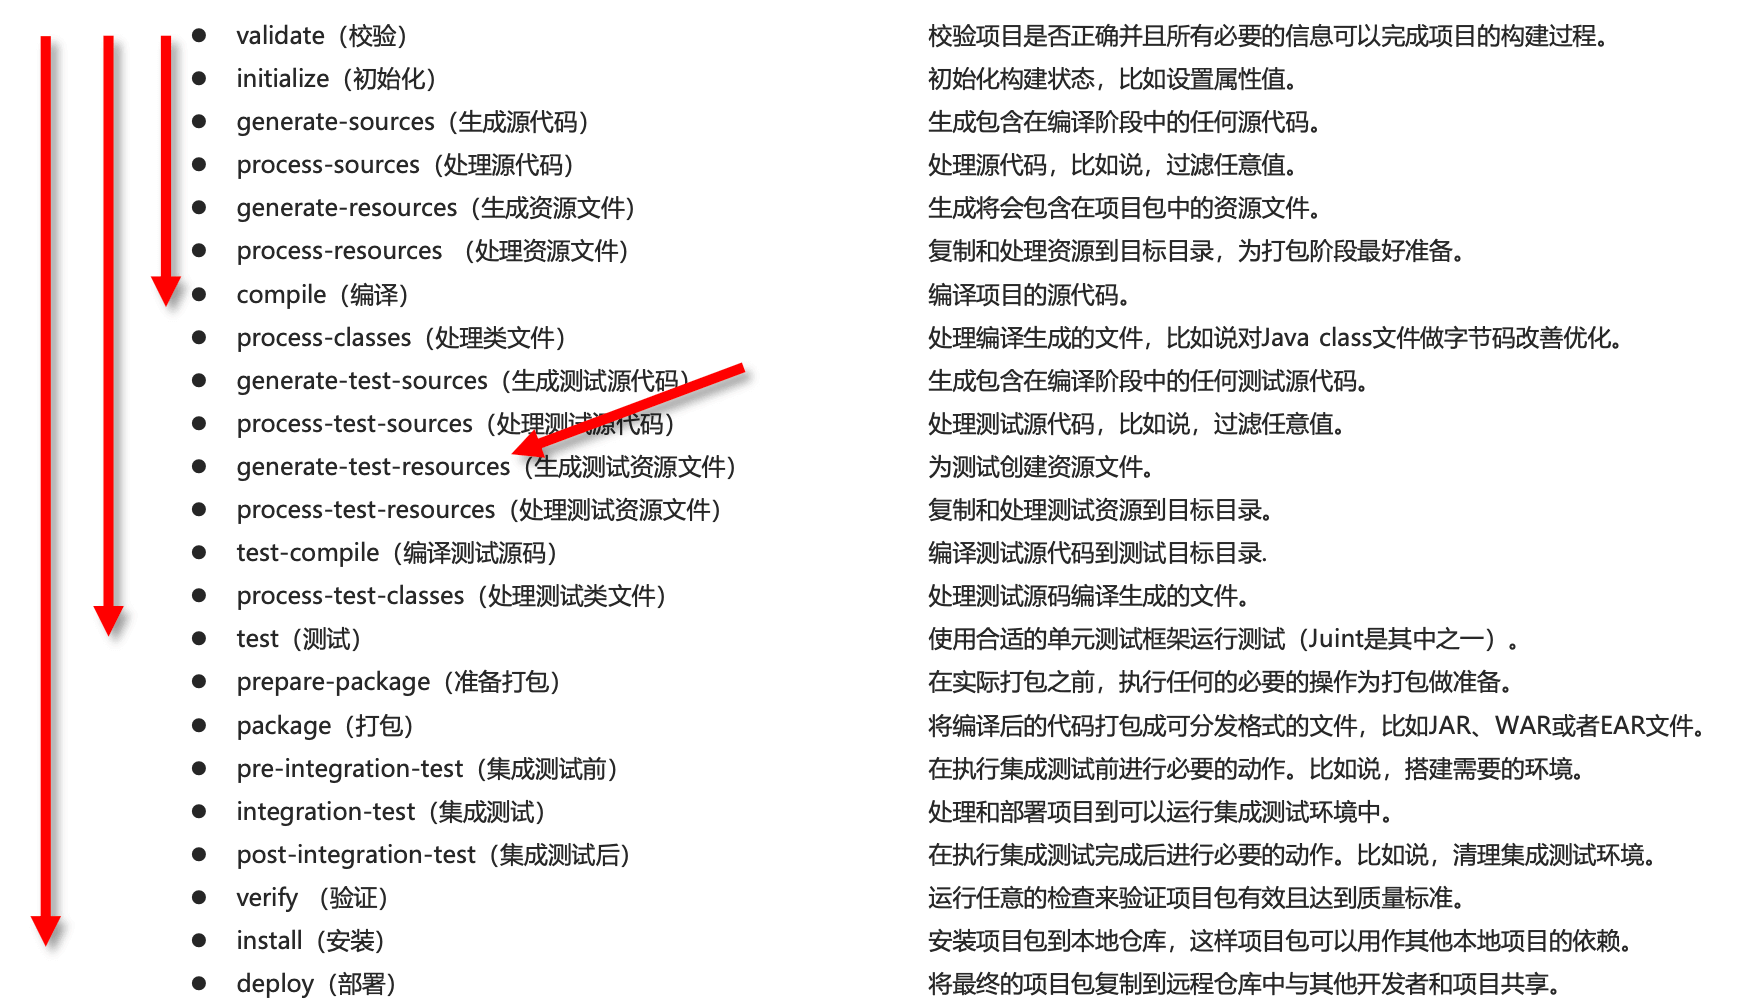 ● validate（校验） 校验项目是否正确并且所有必要的信息可以完成项目的构建过程。
● initialize（初始化） 初始化构建状态，比如设置属性值。
● generate-sources（生成源代码） 生成包含在编译阶段中的任何源代码。
● process-sources（处理源代码） 处理源代码，比如说，过滤任意值。
● generate-resources（生成资源文件） 生成将会包含在项目包中的资源文件。
● process-resources （处理资源文件） 复制和处理资源到目标目录，为打包阶段最好准备。
● compile（编译） 编译项目的源代码。
● process-classes（处理类文件） 处理编译生成的文件，比如说对Java class文件做字节码改善优化。
● generate-test-sources（生成测试源代码） 生成包含在编译阶段中的任何测试源代码。
● process-test-sources（处理测试源代码） 处理测试源代码，比如说，过滤任意值。
● generate-test-resources（生成测试资源文件） 为测试创建资源文件。
● process-test-resources（处理测试资源文件） 复制和处理测试资源到目标目录。
● test-compile（编译测试源码） 编译测试源代码到测试目标目录.
● process-test-classes（处理测试类文件） 处理测试源码编译生成的文件。
● test（测试） 使用合适的单元测试框架运行测试（Juint是其中之一）。
● prepare-package（准备打包） 在实际打包之前，执行任何的必要的操作为打包做准备。
● package（打包） 将编译后的代码打包成可分发格式的文件，比如JAR、WAR或者EAR文件。
● pre-integration-test（集成测试前） 在执行集成测试前进行必要的动作。比如说，搭建需要的环境。
● integration-test（集成测试） 处理和部署项目到可以运行集成测试环境中。
● post-integration-test（集成测试后） 在执行集成测试完成后进行必要的动作。比如说，清理集成测试环境。
● verify （验证） 运行任意的检查来验证项目包有效且达到质量标准。
● install（安装） 安装项目包到本地仓库，这样项目包可以用作其他本地项目的依赖。
● deploy（部署） 将最终的项目包复制到远程仓库中与其他开发者和项目共享。